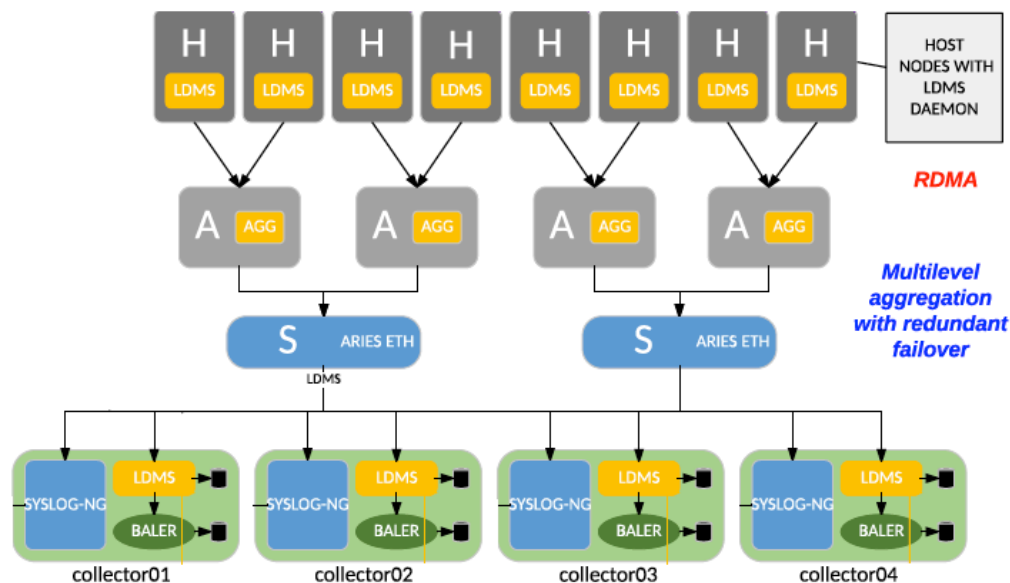 H H H H H H H H
LDMS LDMS LDMS LDMS LDMS LDMS LDMS LDMS
HOST
NODES WITH
LDMS
DAEMON
RDMA
A AGG A AGG A AGG A AGG
Multilevel
aggregation
with redundant
failover
S ARIES ETH S ARIES ETH
LDMS
LDMS LDMS LDMS LDMS
SYSLOG-NG SYSLOG-NG SYSLOG-NG SYSLOG-NG
BALER BALER BALER BALER
collector01 collector02 collector03 collector04